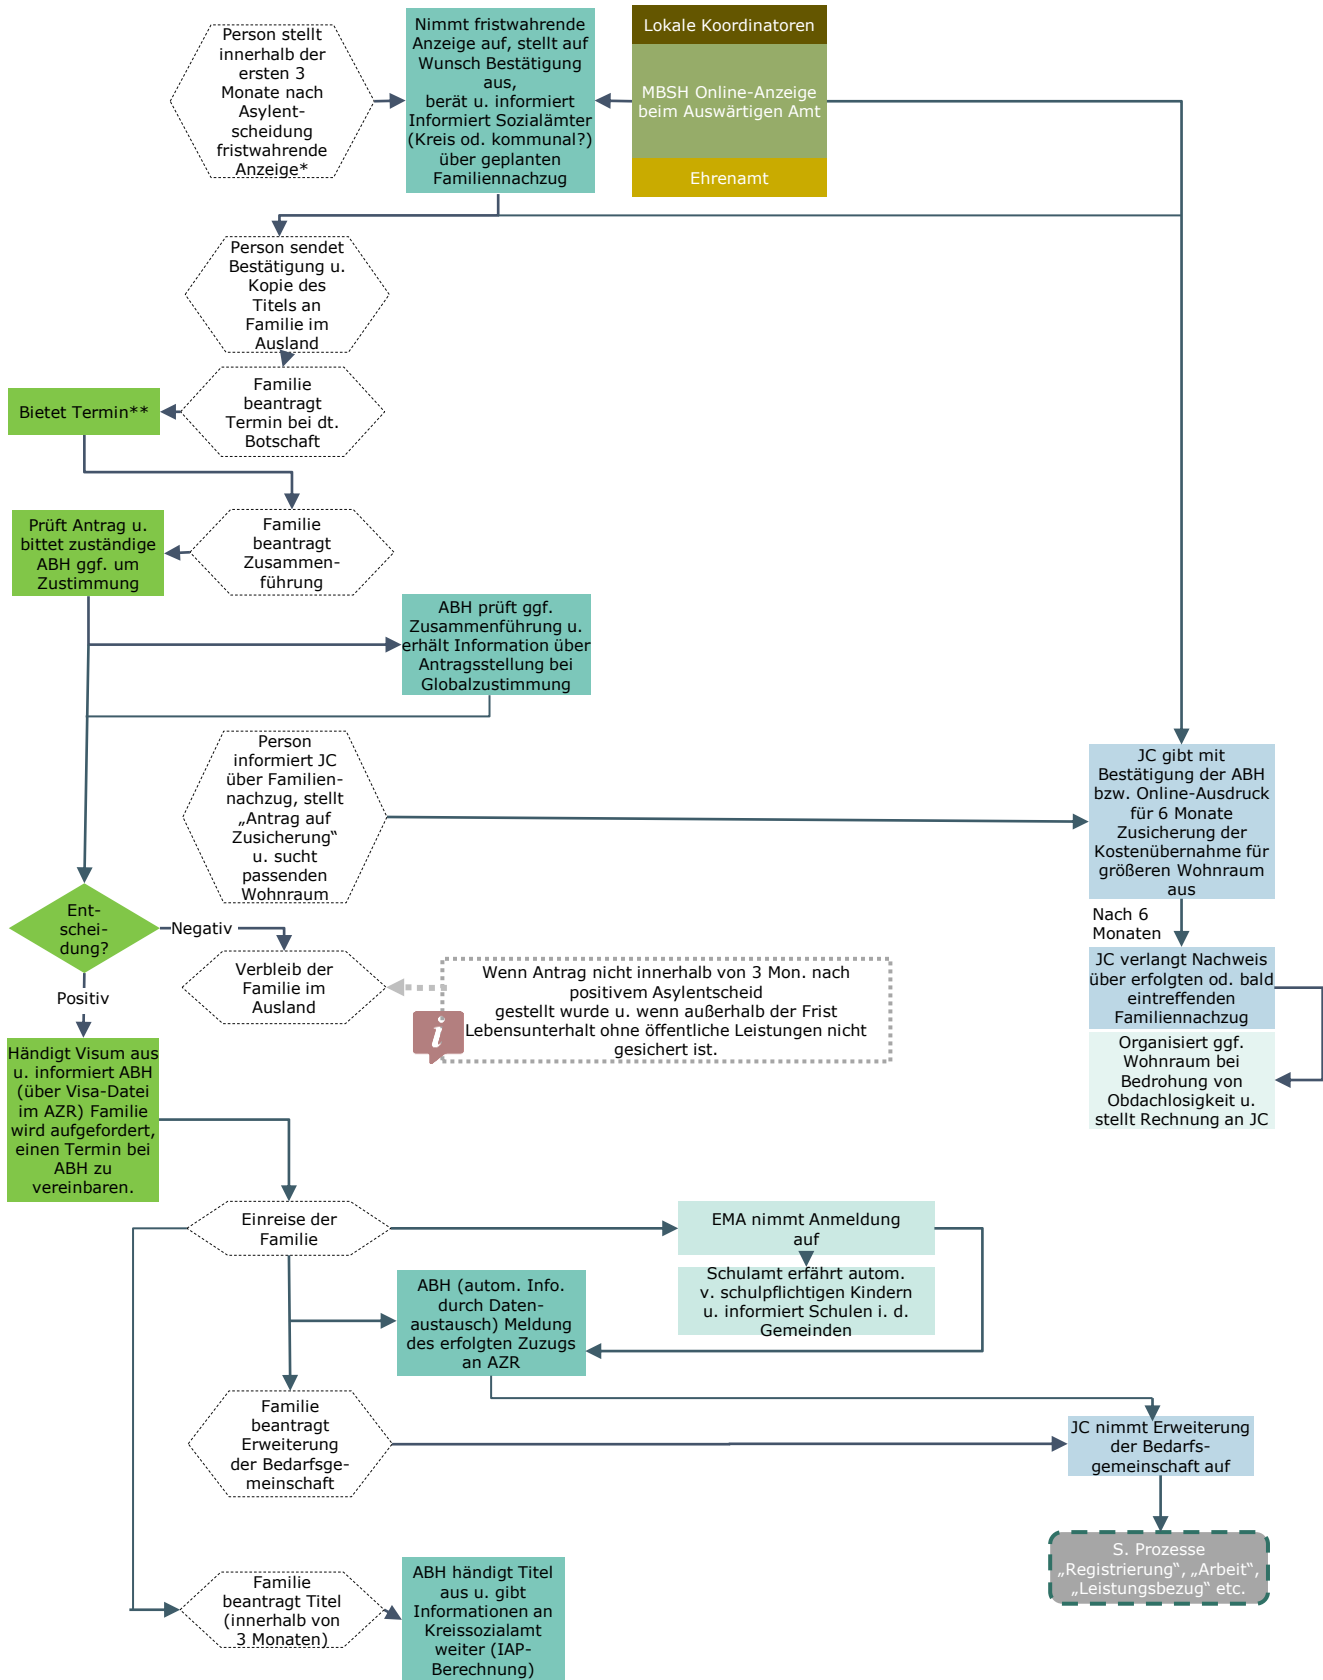 Person stellt
innerhalb der
ersten 3
Monate nach
Asylent-
scheidung
fristwahrende
Anzeige*
Nimmt fristwahrende
Anzeige auf, stellt auf
Wunsch Bestätigung
aus,
berät u. informiert
Informiert Sozialämter
(Kreis od. kommunal?)
über geplanten
Familiennachzug
Lokale Koordinatoren
MBSH Online-Anzeige
beim Auswärtigen Amt
Ehrenamt
Person sendet
Bestätigung u.
Kopie des
Titels an
Familie im
Ausland
Familie
beantragt
Termin bei dt.
Botschaft
Bietet Termin**
Familie
beantragt
Zusammen-
führung
Prüft Antrag u.
bittet zuständige
ABH ggf. um
Zustimmung
ABH prüft ggf.
Zusammenführung u.
erhält Information über
Antragsstellung bei
Globalzustimmung
Person
informiert JC
über Familien-
nachzug, stellt
„Antrag auf
Zusicherung“
u. sucht
passenden
Wohnraum
JC gibt mit
Bestätigung der ABH
bzw. Online-Ausdruck
für 6 Monate
Zusicherung der
Kostenübernahme für
größeren Wohnraum
aus
Nach 6
Monaten
JC verlangt Nachweis
über erfolgten od. bald
eintreffenden
Familiennachzug
Organisiert ggf.
Wohnraum bei
Bedrohung von
Obdachlosigkeit u.
stellt Rechnung an JC
Ent-
schei-
dung?
Negativ
Positiv
Verbleib der
Familie im
Ausland
Wenn Antrag nicht innerhalb von 3 Mon. nach
positivem Asylentscheid
gestellt wurde u. wenn außerhalb der Frist
Lebensunterhalt ohne öffentliche Leistungen nicht
gesichert ist.
i
Händigt Visum aus
u. informiert ABH
(über Visa-Datei
im AZR) Familie
wird aufgefordert,
einen Termin bei
ABH zu
vereinbaren.
Einreise der
Familie
EMA nimmt Anmeldung
auf
Schulamt erfährt autom.
v. schulpflichtigen Kindern
u. informiert Schulen i. d.
Gemeinden
ABH (autom. Info.
durch Daten-
austausch) Meldung
des erfolgten Zuzugs
an AZR
Familie
beantragt
Erweiterung
der Bedarfsge-
meinschaft
JC nimmt Erweiterung
der Bedarfs-
gemeinschaft auf
S. Prozesse
„Registrierung“, „Arbeit“,
„Leistungsbezug“ etc.
Familie
beantragt Titel
(innerhalb von
3 Monaten)
ABH händigt Titel
aus u. gibt
Informationen an
Kreissozialamt
weiter (IAP-
Berechnung)